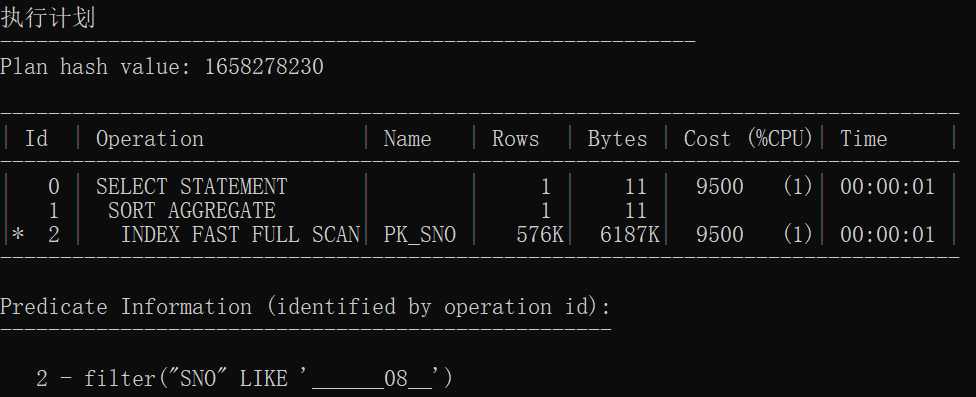 执行计划
----------------------------------------------------------
Plan hash value: 1658278230
--------------------------------------------------------------------------------
| Id  | Operation             | Name   | Rows  | Bytes | Cost (%CPU)| Time     |
--------------------------------------------------------------------------------
|   0 | SELECT STATEMENT      |        |     1 |    11 |  9500   (1)| 00:00:01 |
|   1 |  SORT AGGREGATE       |        |     1 |    11 |            |          |
|*  2 |   INDEX FAST FULL SCAN| PK_SNO |   576K|  6187K|  9500   (1)| 00:00:01 |
--------------------------------------------------------------------------------
Predicate Information (identified by operation id):
---------------------------------------------------
   2 - filter("SNO" LIKE '______08__')